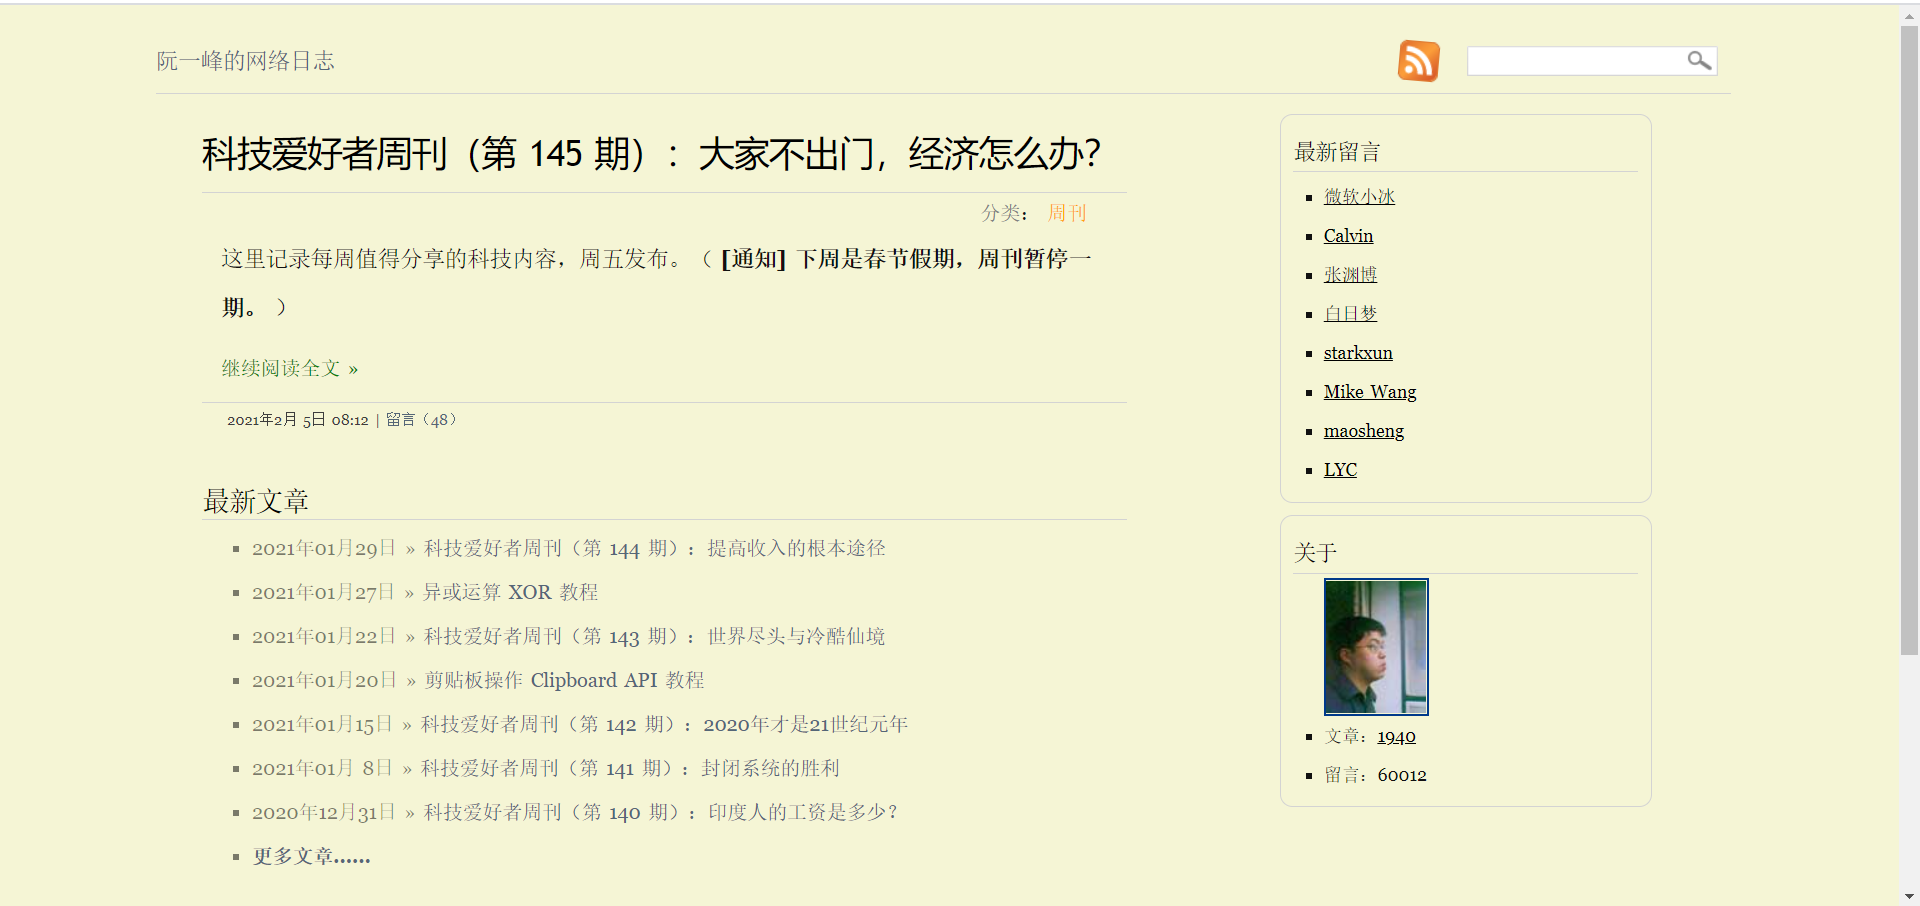 阮一峰的网络日志
科技爱好者周刊（第 145 期）：大家不出门，经济怎么办？
分类： 周刊
这里记录每周值得分享的科技内容，周五发布。（ [通知] 下周是春节假期，周刊暂停一
期。 ）
继续阅读全文 »
2021年2月 5日 08:12 | 留言（48）
最新文章
2021年01月29日 » 科技爱好者周刊（第 144 期）：提高收入的根本途径
2021年01月27日 » 异或运算 XOR 教程
2021年01月22日 » 科技爱好者周刊（第 143 期）：世界尽头与冷酷仙境
2021年01月20日 » 剪贴板操作 Clipboard API 教程
2021年01月15日 » 科技爱好者周刊（第 142 期）：2020年才是21世纪元年
2021年01月 8日 » 科技爱好者周刊（第 141 期）：封闭系统的胜利
2020年12月31日 » 科技爱好者周刊（第 140 期）：印度人的工资是多少？
更多文章……
最新留言
微软小冰
Calvin
张渊博
白日梦
starkxun
Mike Wang
maosheng
LYC
关于
文章：1940
留言：60012